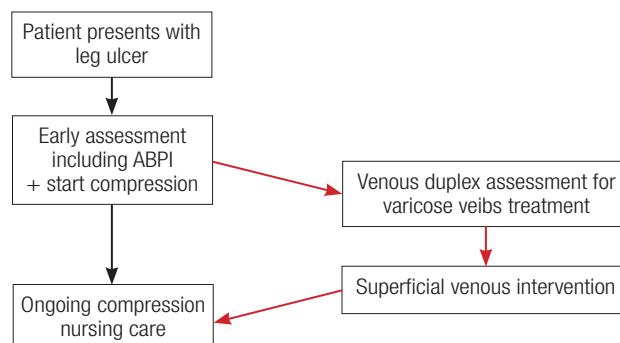 Patient presents with
leg ulcer
Early assessment
including ABPI
+ start compression
Venous duplex assessment for
varicose veibs treatment
Superficial venous intervention
Ongoing compression
nursing care